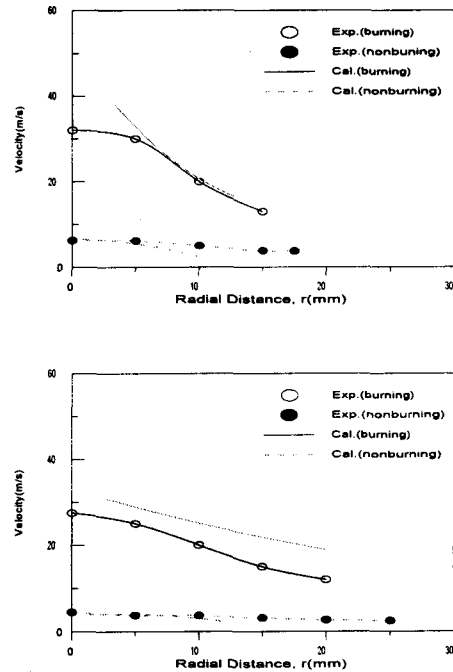 60
Exp.(burning)
Exp.(nonbuning)
Cal.(burning)
40
Cal.(nonburning)
Velocity(m/s)
20
0
0
10
20
30
Radial Distance, r(mm)
60
Exp.(burning)
Exp.(nonburning)
Cal.(burning)
40
Cal.(nonburning)
Velocity(m/s)
20
0
0
10
20
30
Radial Distance, r(mm)